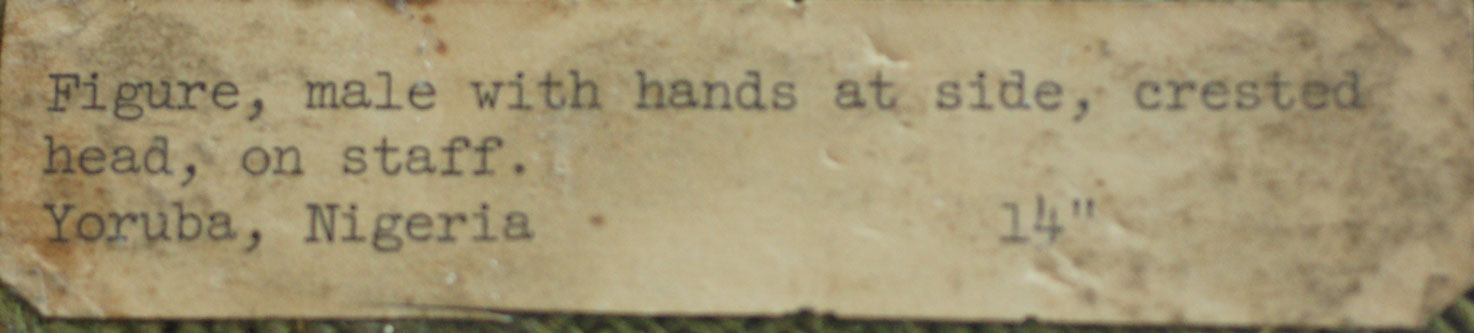 Figure, male with hands at side, crested
head, on staff.
Yoruba, Nigeria 14"